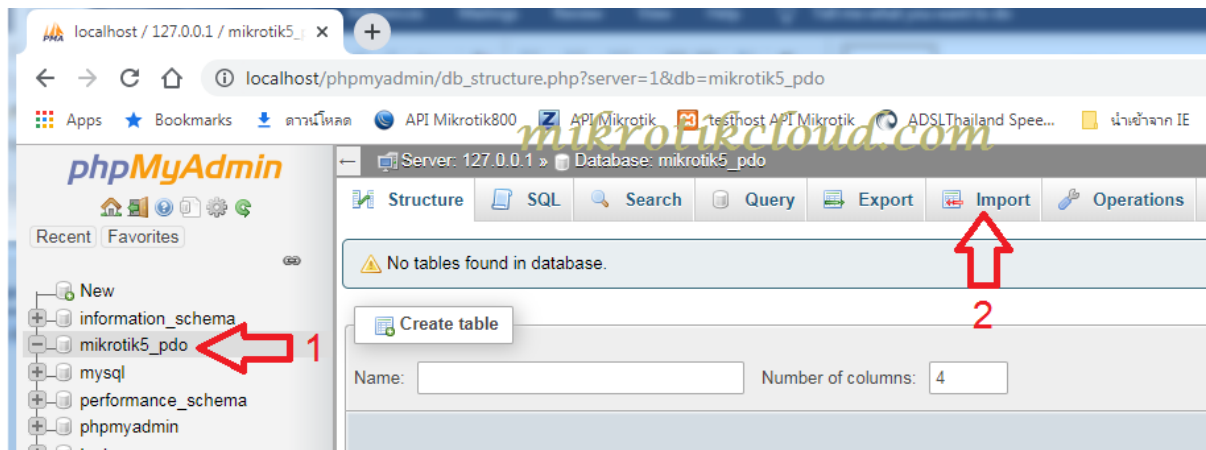 localhost / 127.0.0.1 / mikrotik5_
localhost/phpmyadmin/db_structure.php?server=1&db=mikrotik5_pdo
Apps Bookmarks ดาวน์โหลด API Mikrotik800 API Mikrotik testhost API Mikrotik ADSLThailand Spee... นำเข้าจาก IE
mikrotikcloud.com
phpMyAdmin
Server: 127.0.0.1 » Database: mikrotik5_pdo
Structure SQL Search Query Export Import Operations
Recent Favorites
No tables found in database.
New
information_schema
mikrotik5_pdo 1
mysql
performance_schema
phpmyadmin
2
Create table
Name: Number of columns: 4